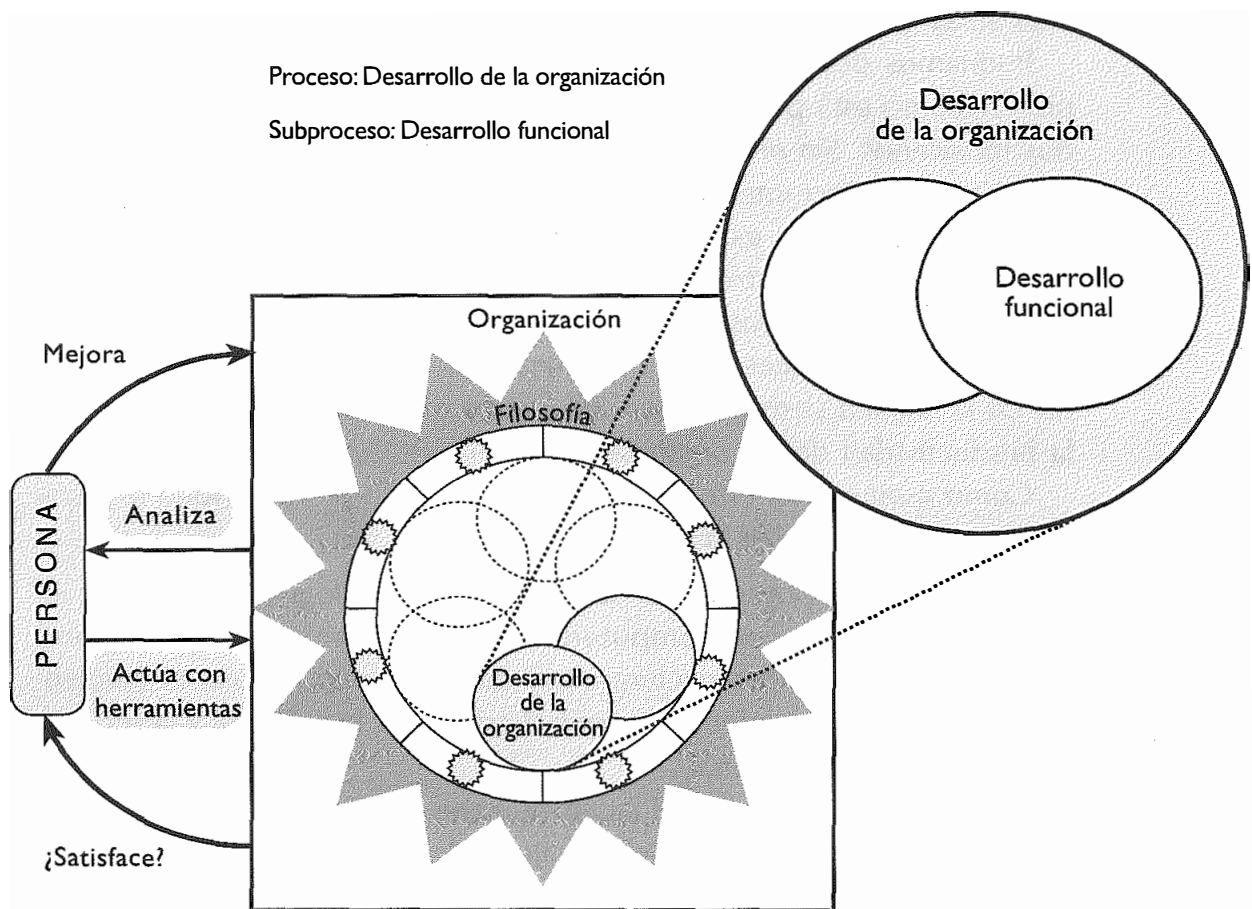 Proceso: Desarrollo de la organización
Subproceso: Desarrollo funcional
Desarrollo
de la organización
Desarrollo
funcional
Organización
Filosofía
Mejora
Analiza
PERSONA
Actúa con
herramientas
¿Satisface?
Desarrollo
de la
organización